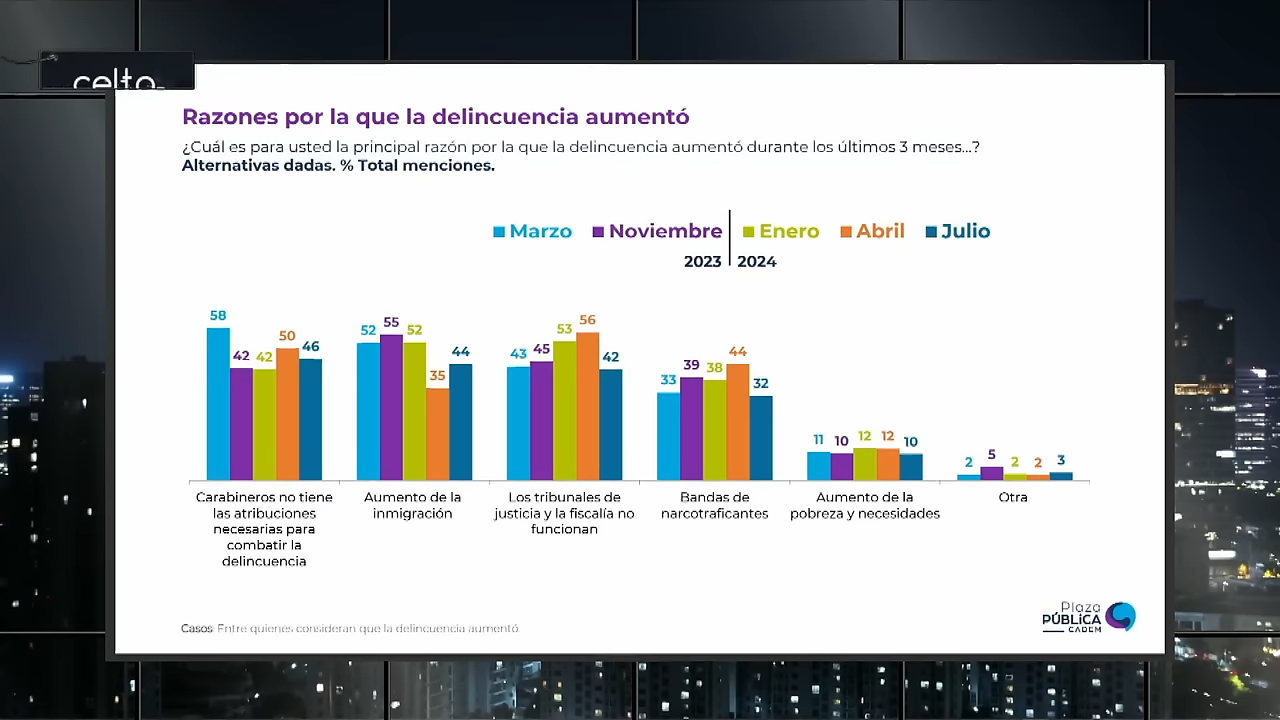 Razones por la que la delincuencia aumentó
¿Cuál es para usted la principal razón por la que la delincuencia aumentó durante los últimos 3 meses...?
Alternativas dadas. % Total menciones.
Marzo Noviembre Enero Abril Julio
2023 2024
58 42 42 50 46
52 55 52 35 44
43 45 53 56 42
33 39 38 44 32
11 10 12 12 10
2 5 2 2 3
Carabineros no tiene
las atribuciones
necesarias para
combatir la
delincuencia
Aumento de la
inmigración
Los tribunales de
justicia y la fiscalía no
funcionan
Bandas de
narcotraficantes
Aumento de la
pobreza y necesidades
Otra
Casos: Entre quienes consideran que la delincuencia aumentó.
Plaza
PÚBLICA
CADEM